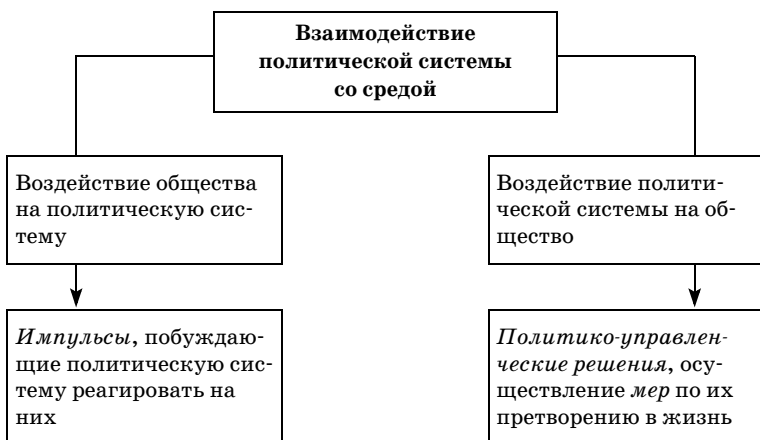 Взаимодействие
политической системы
со средой
Воздействие общества
на политическую сис-
тему
Воздействие полити-
ческой системы на об-
щество
Импульсы, побуждаю-
щие политическую сис-
тему реагировать на
них
Политико-управлен-
ческие решения, осу-
ществление мер по их
претворению в жизнь